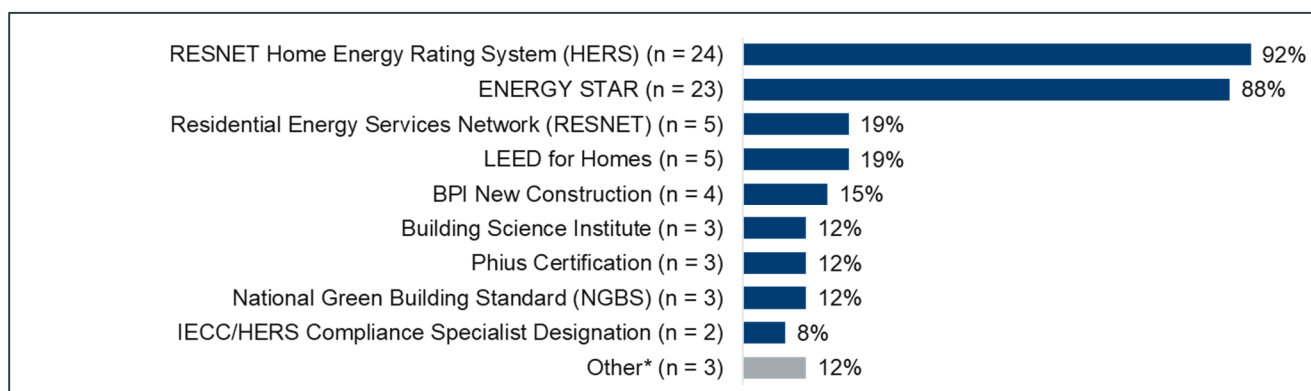 RESNET Home Energy Rating System (HERS) (n = 24) 92%
ENERGY STAR (n = 23) 88%
Residential Energy Services Network (RESNET) (n = 5) 19%
LEED for Homes (n = 5) 19%
BPI New Construction (n = 4) 15%
Building Science Institute (n = 3) 12%
Phius Certification (n = 3) 12%
National Green Building Standard (NGBS) (n = 3) 12%
IECC/HERS Compliance Specialist Designation (n = 2) 8%
Other* (n = 3) 12%